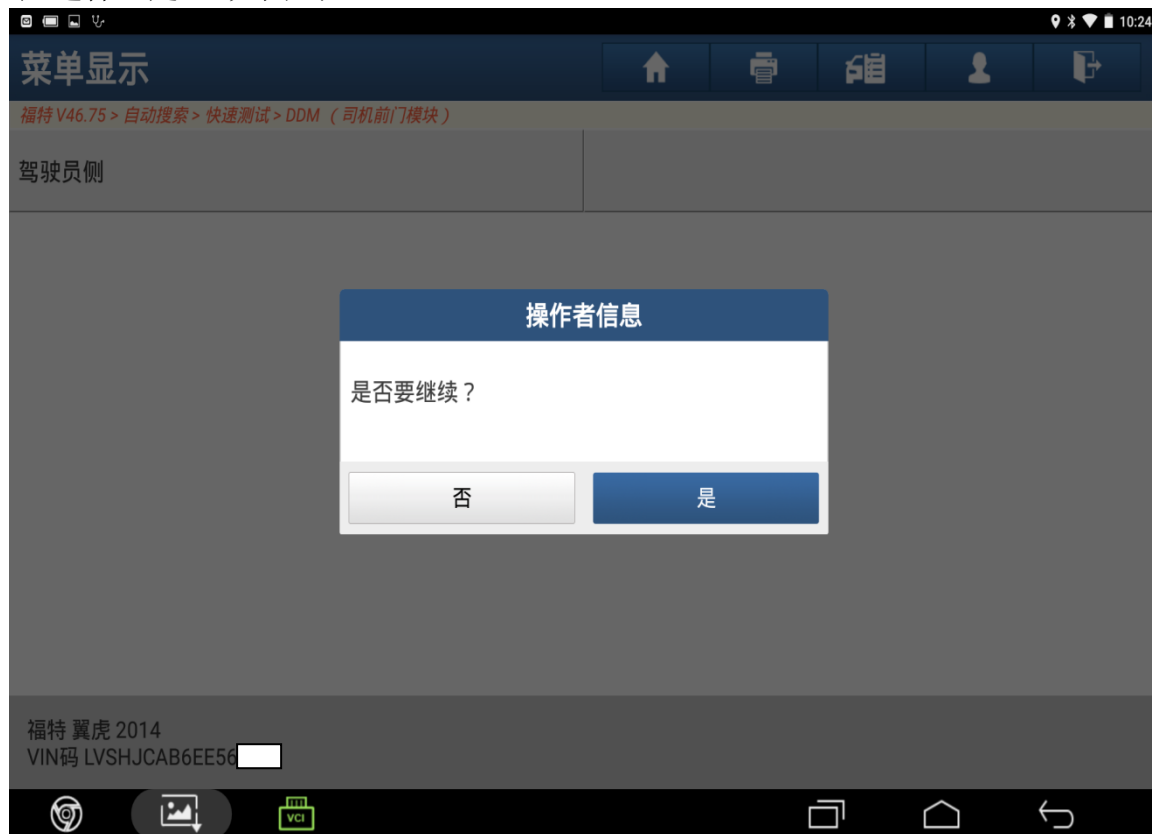 10:24
菜单显示
福特 V46.75 > 自动搜索 > 快速测试 > DDM （ 司机前门模块 ）
驾驶员侧
操作者信息
是否要继续？
否
是
福特 翼虎 2014
VIN码 LVSHJCAB6EE56
VCI